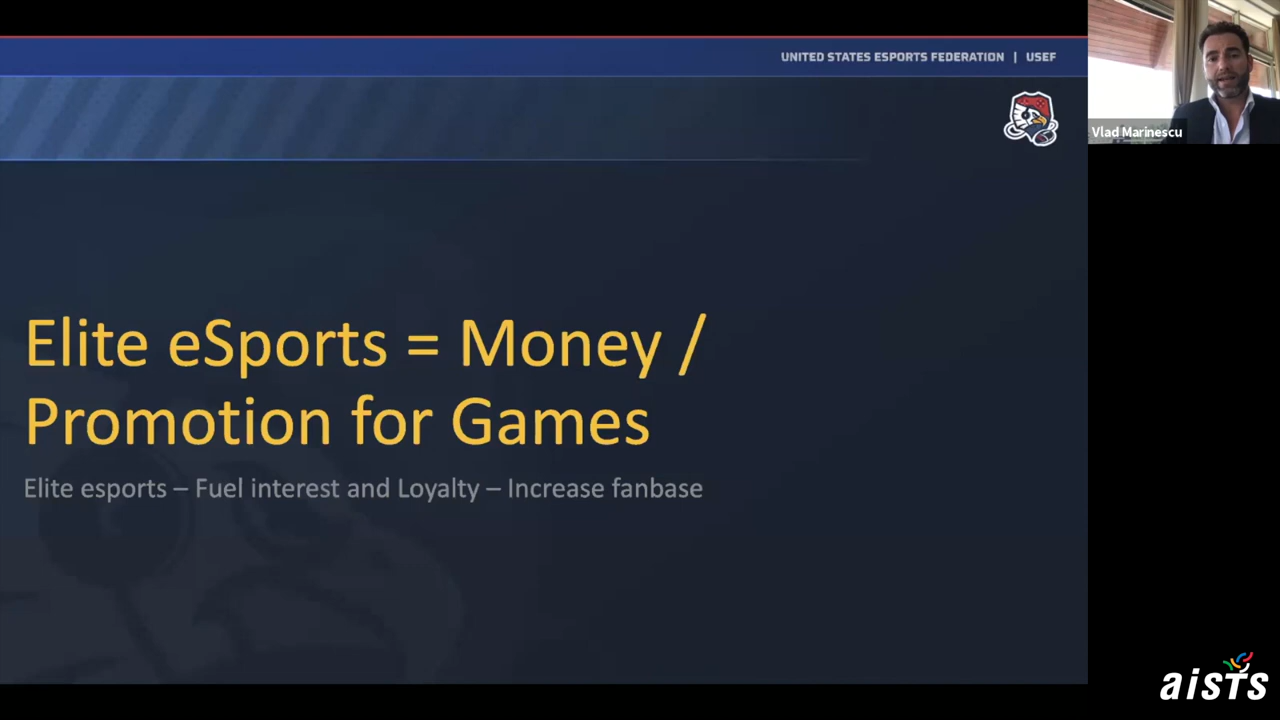 UNITED STATES ESPORTS FEDERATION | USEF
Vlad Marinescu
Elite eSports = Money /
Promotion for Games
Elite esports – Fuel interest and Loyalty – Increase fanbase
aisTs